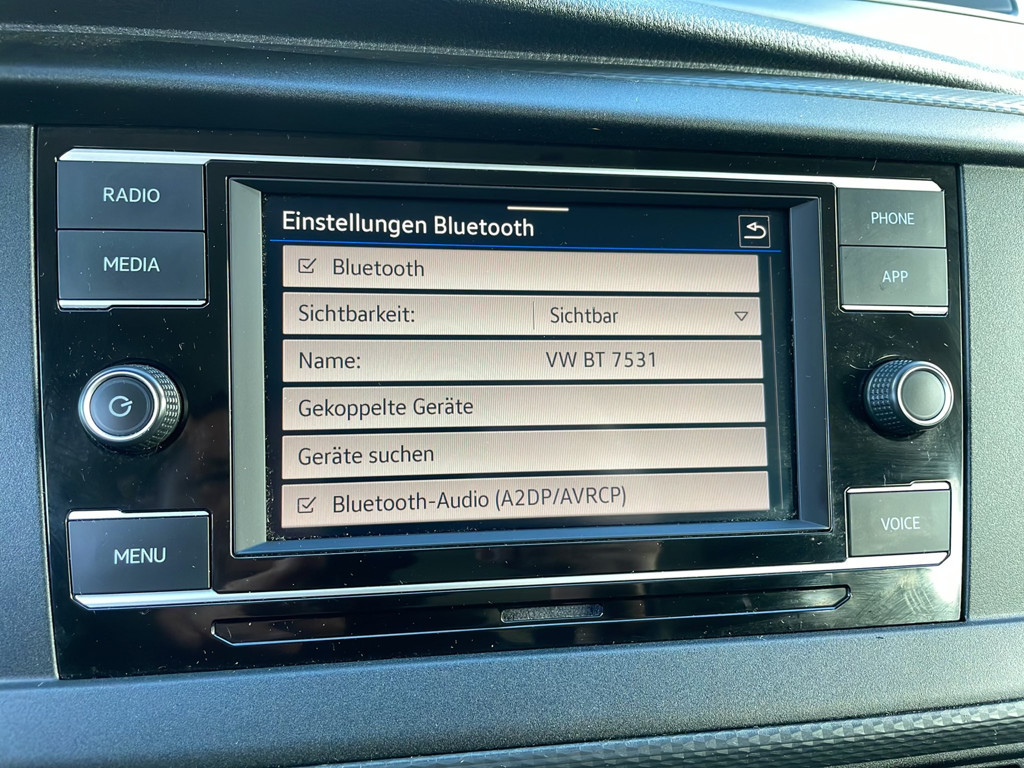 RADIO
MEDIA
MENU
Einstellungen Bluetooth
Bluetooth
Sichtbarkeit: Sichtbar
Name: VW BT 7531
Gekoppelte Geräte
Geräte suchen
Bluetooth-Audio (A2DP/AVRCP)
PHONE
APP
VOICE